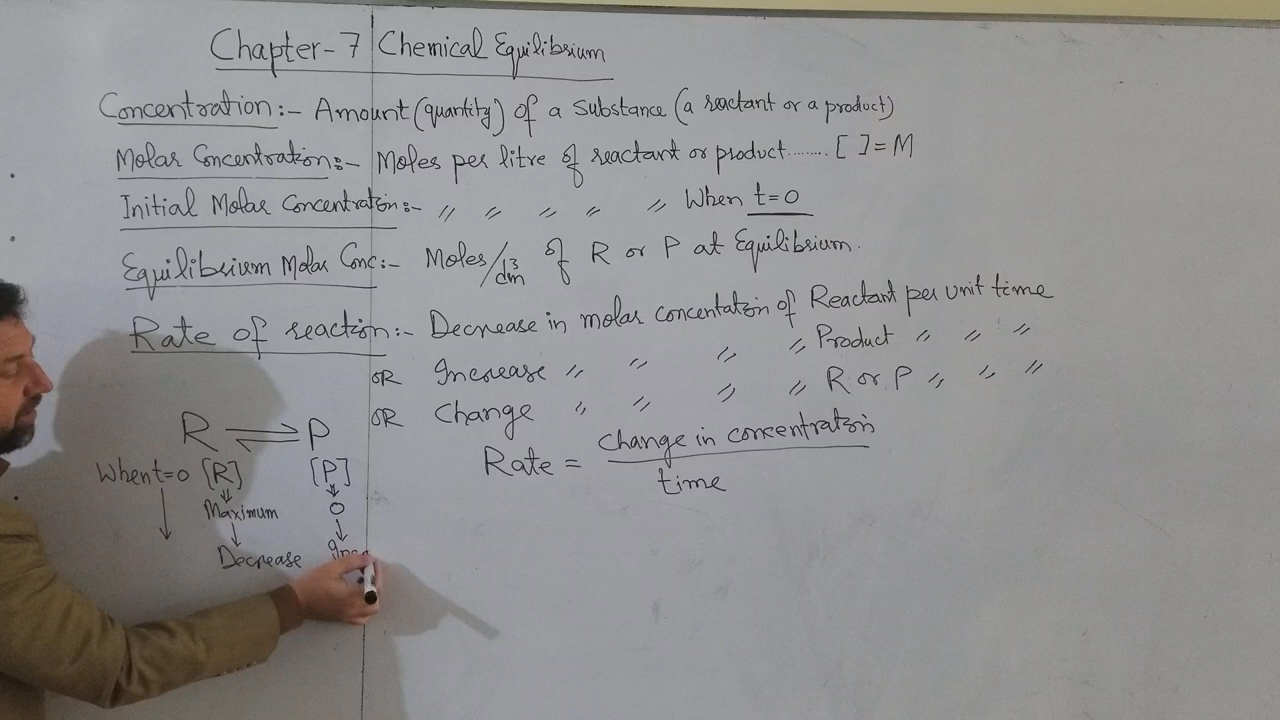 Chapter-7 Chemical Equilibrium
Concentration:- Amount (quantity) of a Substance (a reactant or a product)
Molar Concentration:- Moles per litre of reactant or product........ [ ] = M
Initial Molar Concentration:- 〃 〃 〃 〃 〃 When t=0
Equilibrium Molar Conc:- Moles/dm³ of R or P at Equilibrium.
Rate of reaction:- Decrease in molar concentation of Reactant per unit time
OR Increase 〃 〃 〃 〃 Product 〃 〃 〃
OR Change 〃 〃 〃 〃 R or P 〃 〃 〃
Rate = change in concentration / time
R ⇌ P
When t=0 [R] [P]
Maximum 0
Decrease